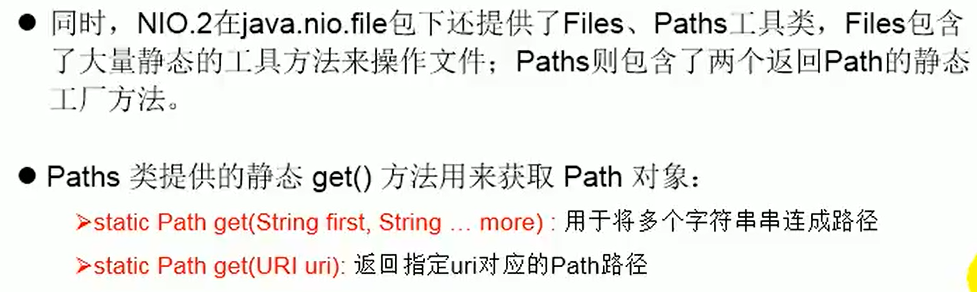 ● 同时，NIO.2在java.nio.file包下还提供了Files、Paths工具类，Files包含
了大量静态的工具方法来操作文件；Paths则包含了两个返回Path的静态
工厂方法。
● Paths 类提供的静态 get() 方法用来获取 Path 对象：
➢static Path get(String first, String … more) : 用于将多个字符串串连成路径
➢static Path get(URI uri): 返回指定uri对应的Path路径